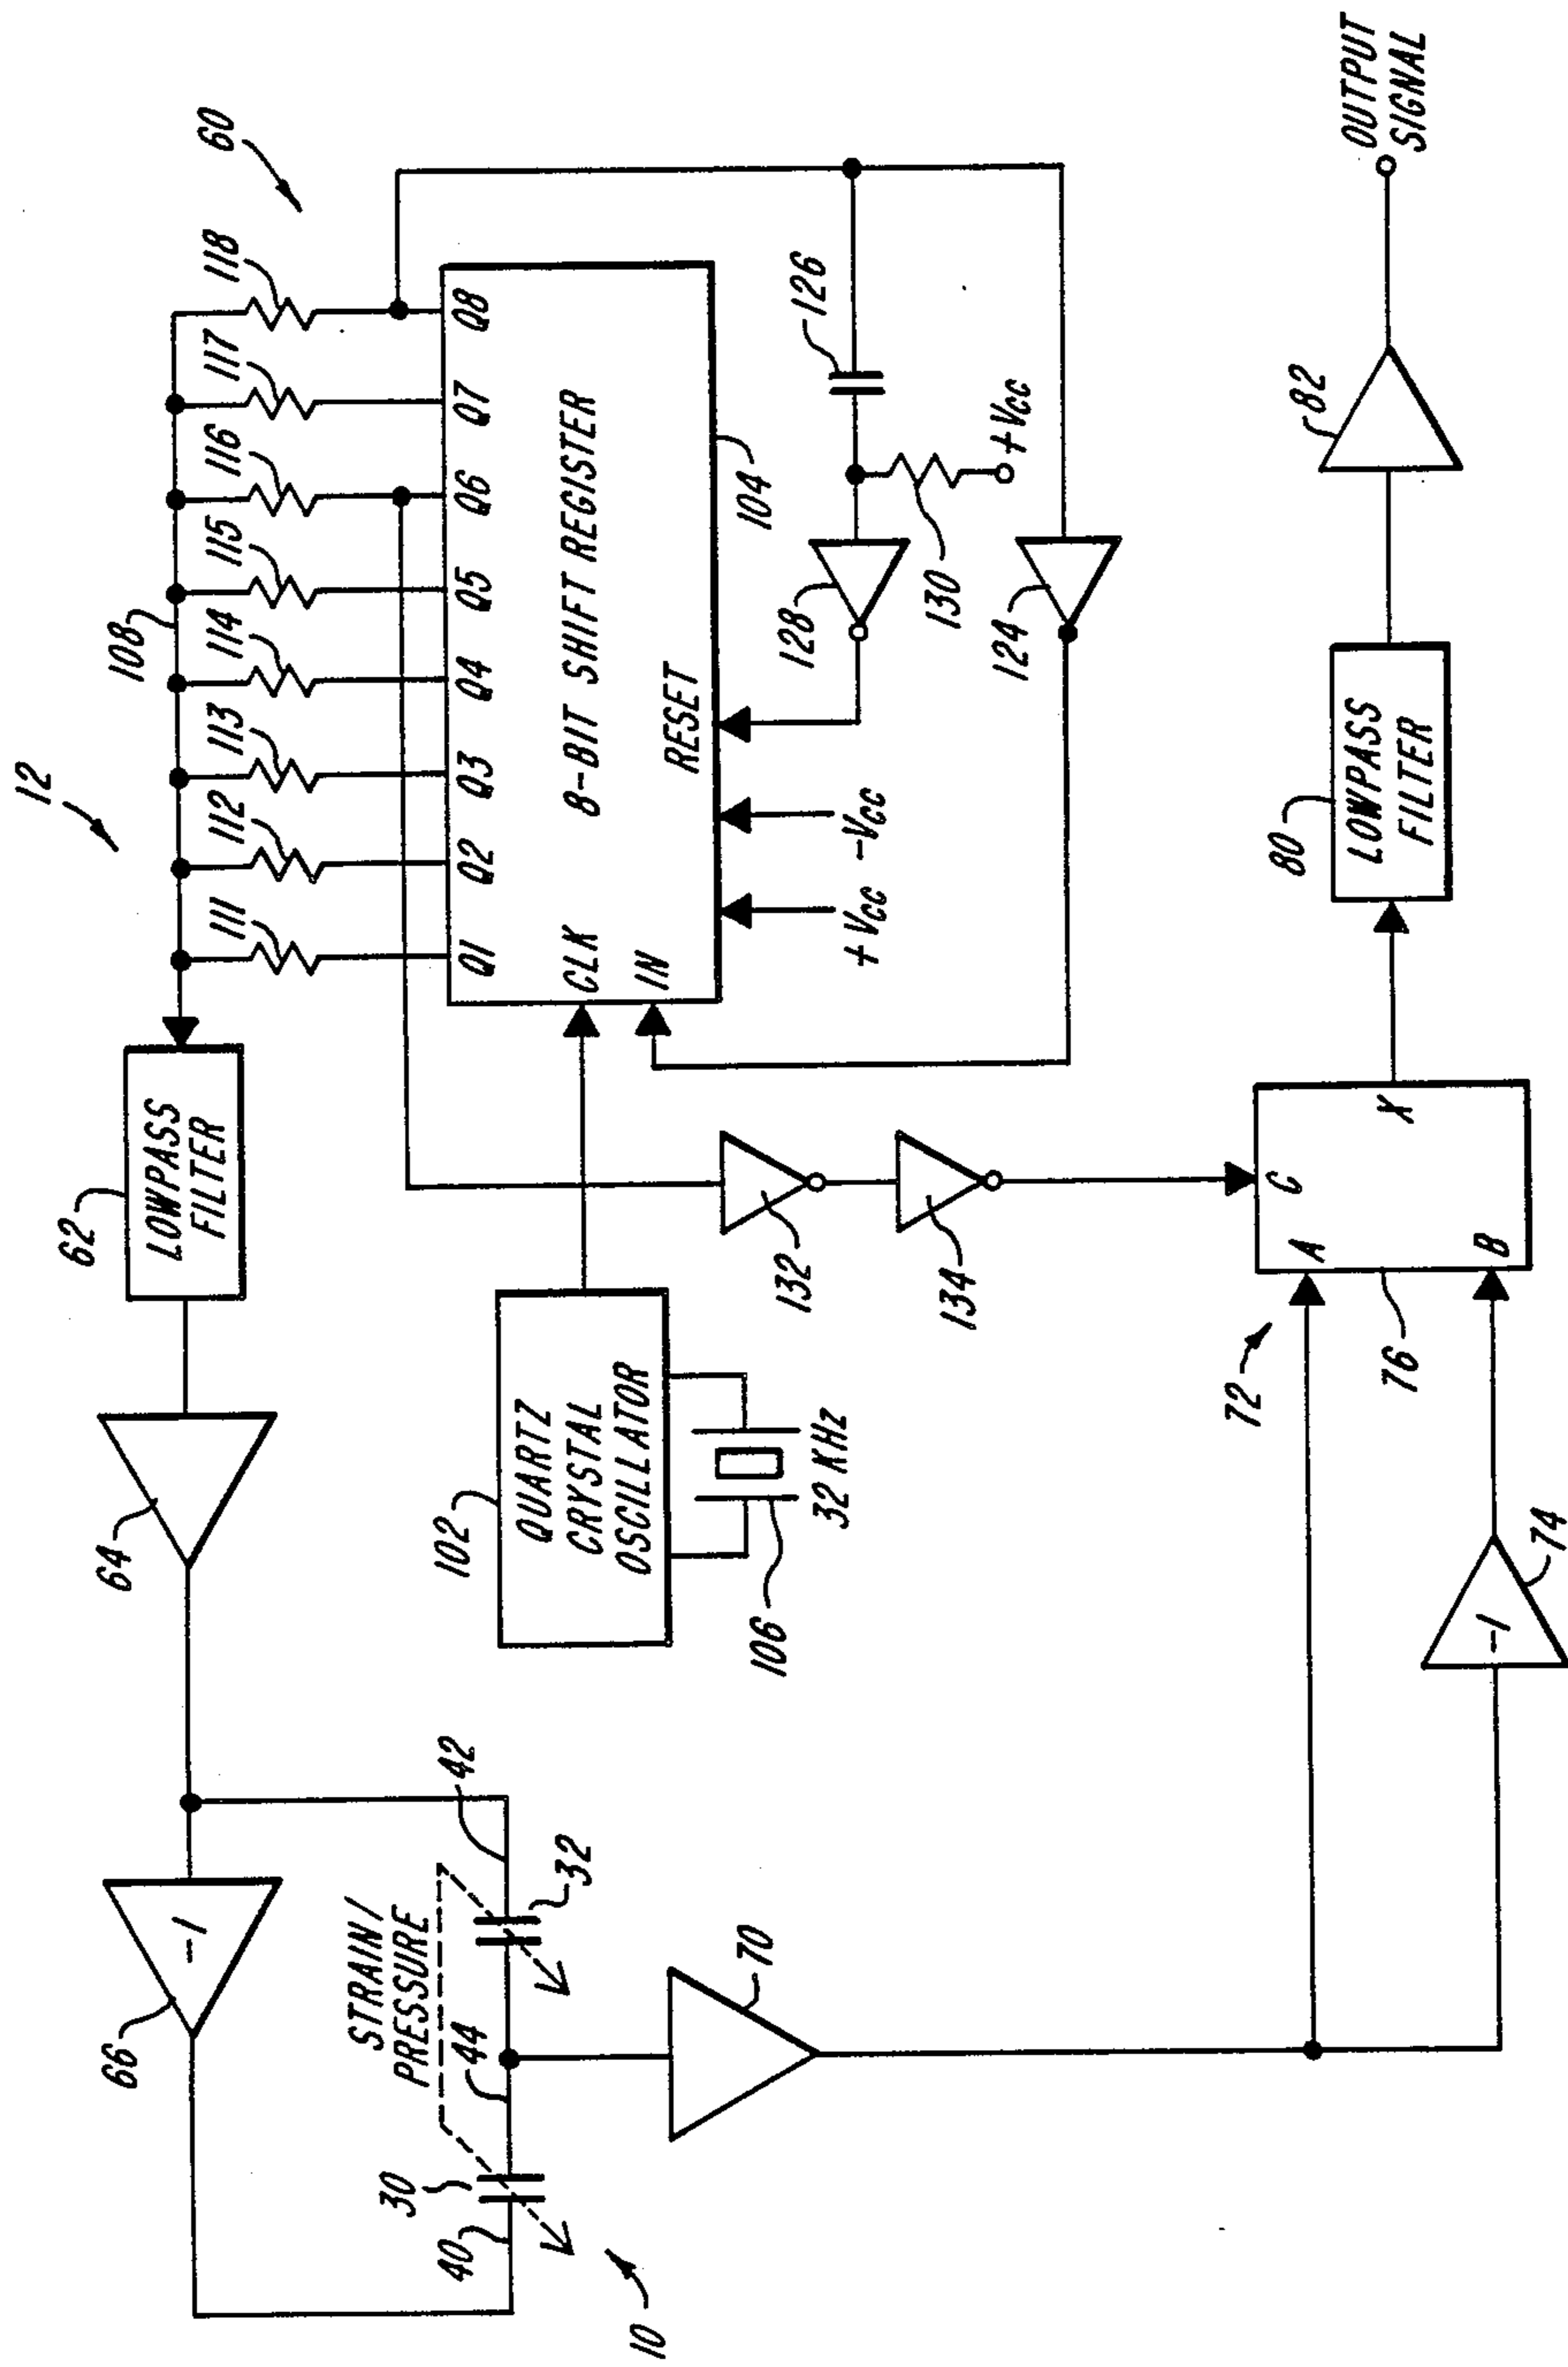 12
60
108
111
112
113
114
115
116
117
118
62
LOWPASS
FILTER
64
66
-1
Q1
Q2
Q3
Q4
Q5
Q6
Q7
Q8
CLK
8-BIT SHIFT REGISTER
IN
RESET
104
+Vcc
-Vcc
126
+Vcc
128
130
124
102
QUARTZ
CRYSTAL
OSCILLATOR
106
32 KHz
132
134
STRAIN/
PRESSURE
30
40
44
32
42
10
70
72
A
C
B
X
76
74
-1
80
LOWPASS
FILTER
82
OUTPUT
SIGNAL